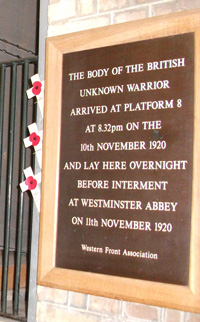 THE BODY OF THE BRITISH
UNKNOWN WARRIOR
ARRIVED AT PLATFORM 8
AT 8.32pm ON THE
10th NOVEMBER 1920
AND LAY HERE OVERNIGHT
BEFORE INTERMENT
AT WESTMINSTER ABBEY
ON 11th NOVEMBER 1920
Western Front Association